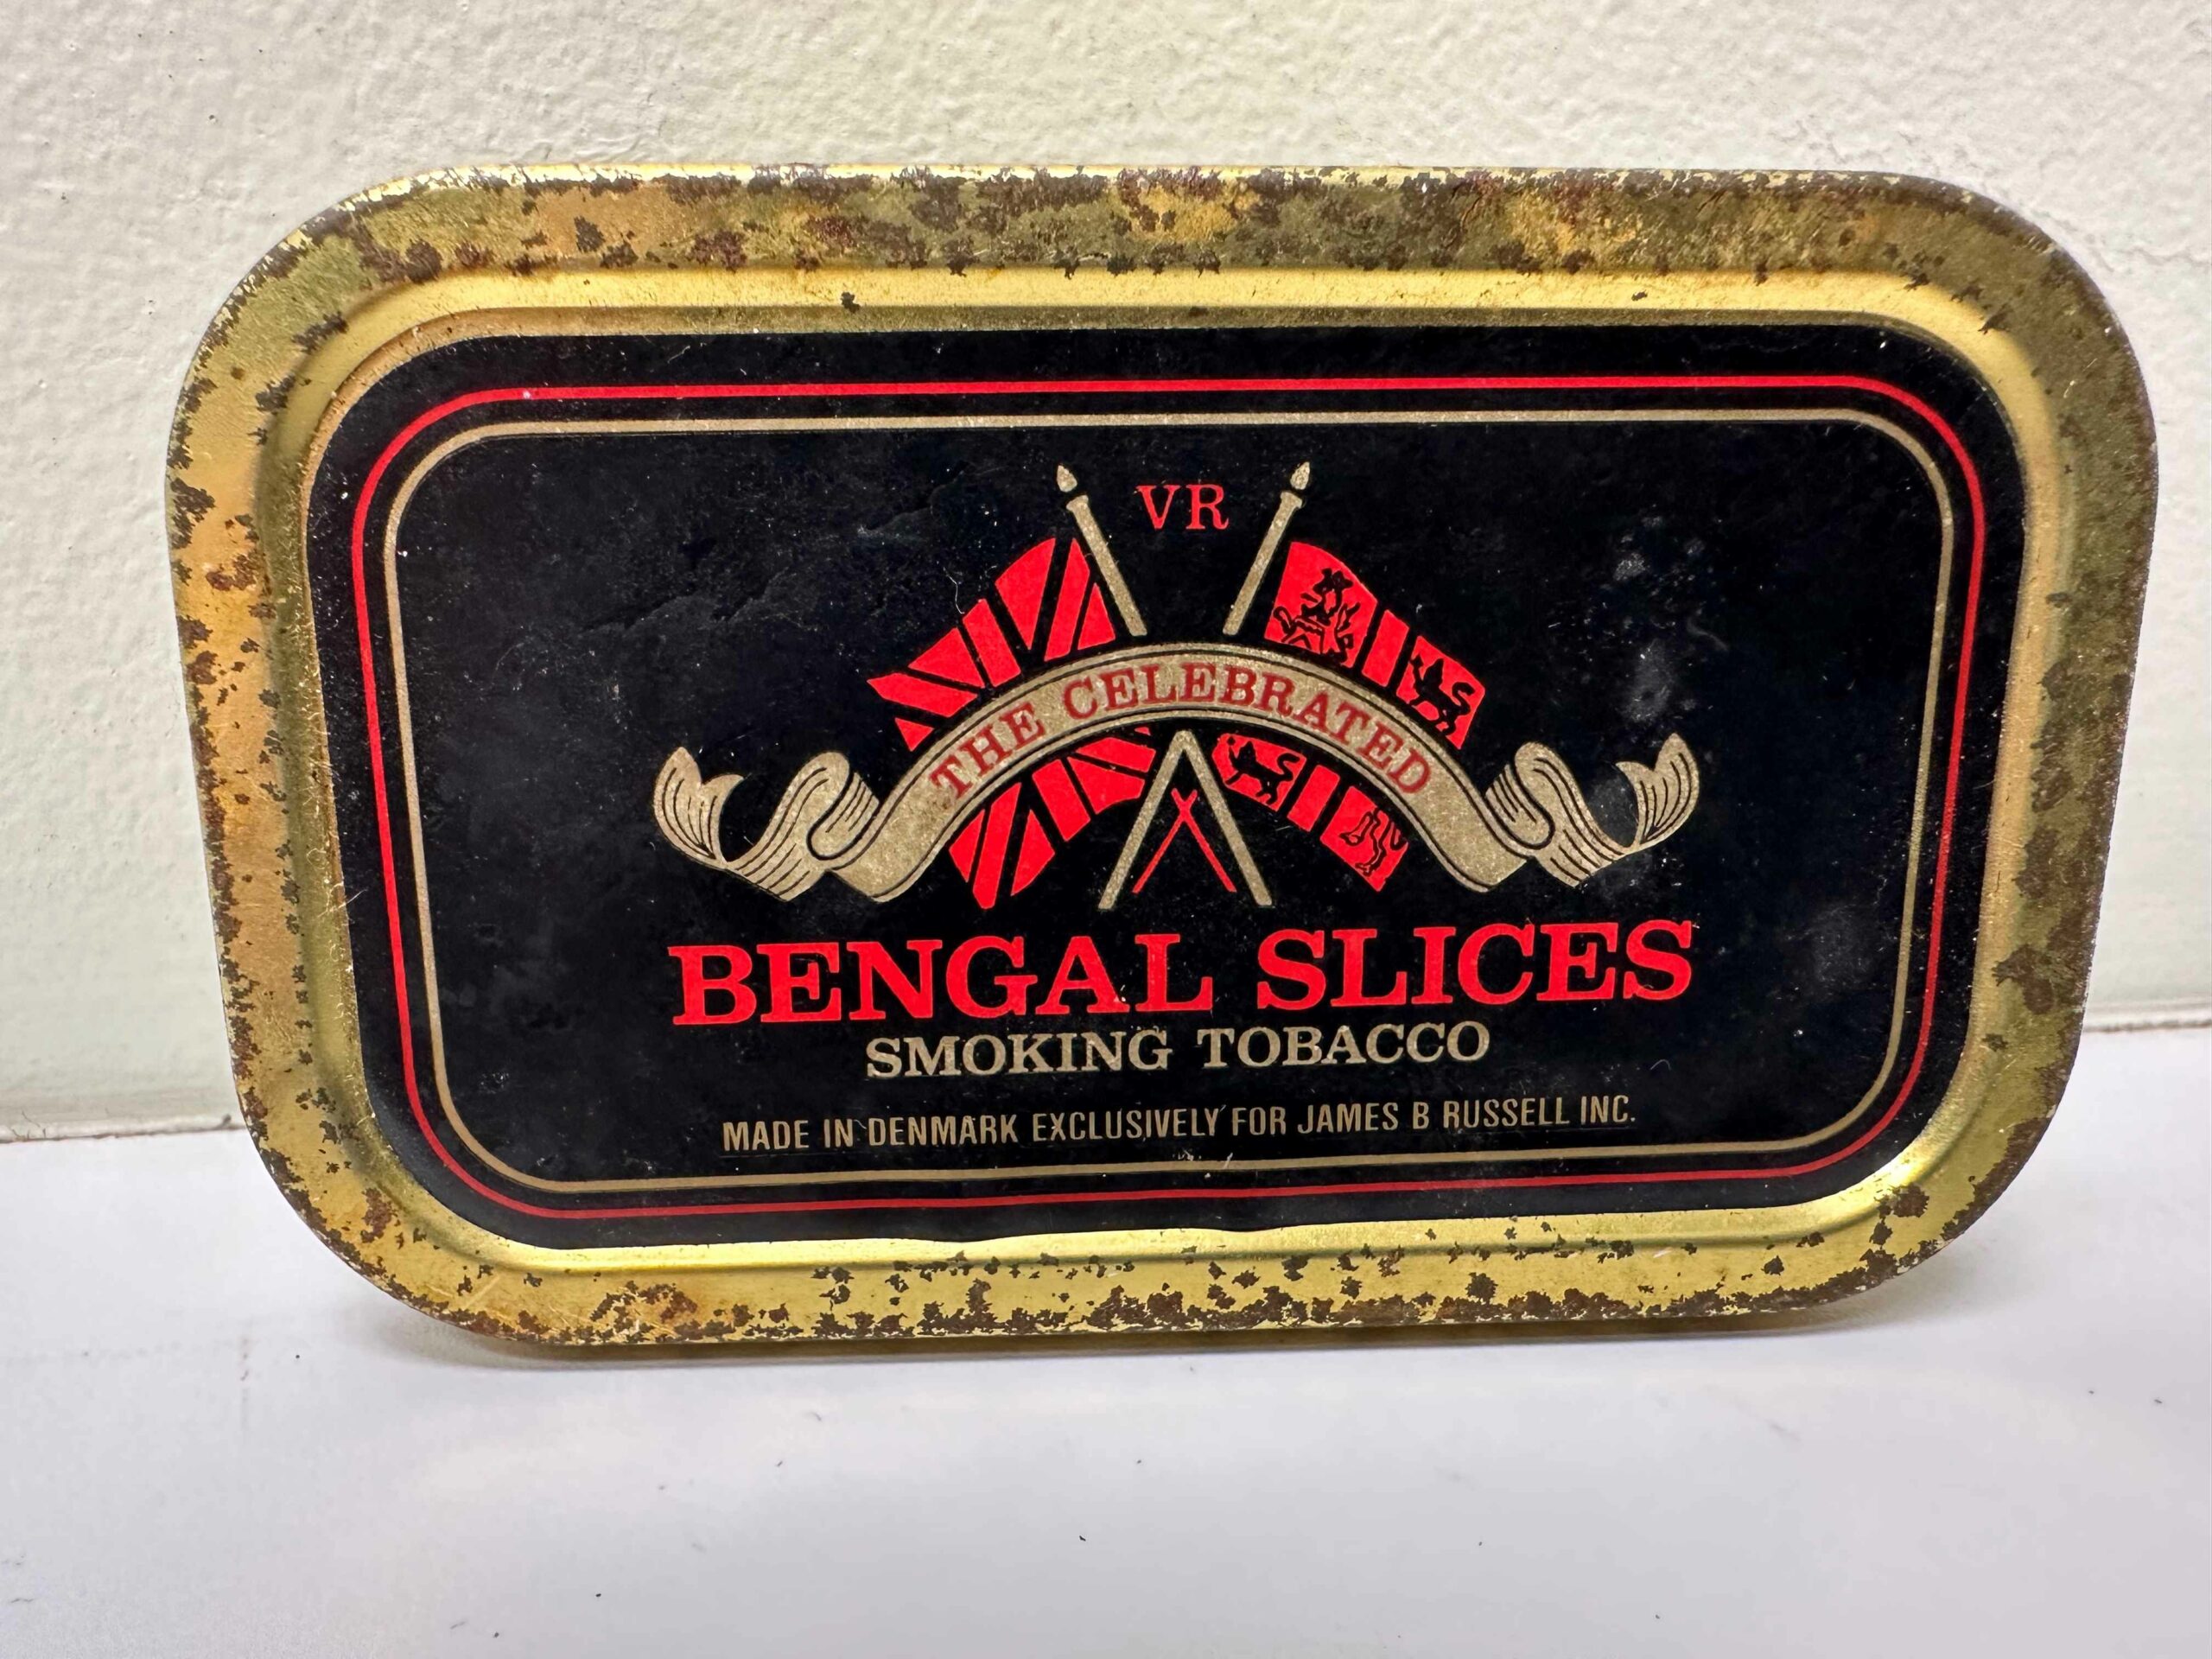 VR
THE CELEBRATED
BENGAL SLICES
SMOKING TOBACCO
MADE IN DENMARK EXCLUSIVELY FOR JAMES B RUSSELL INC.